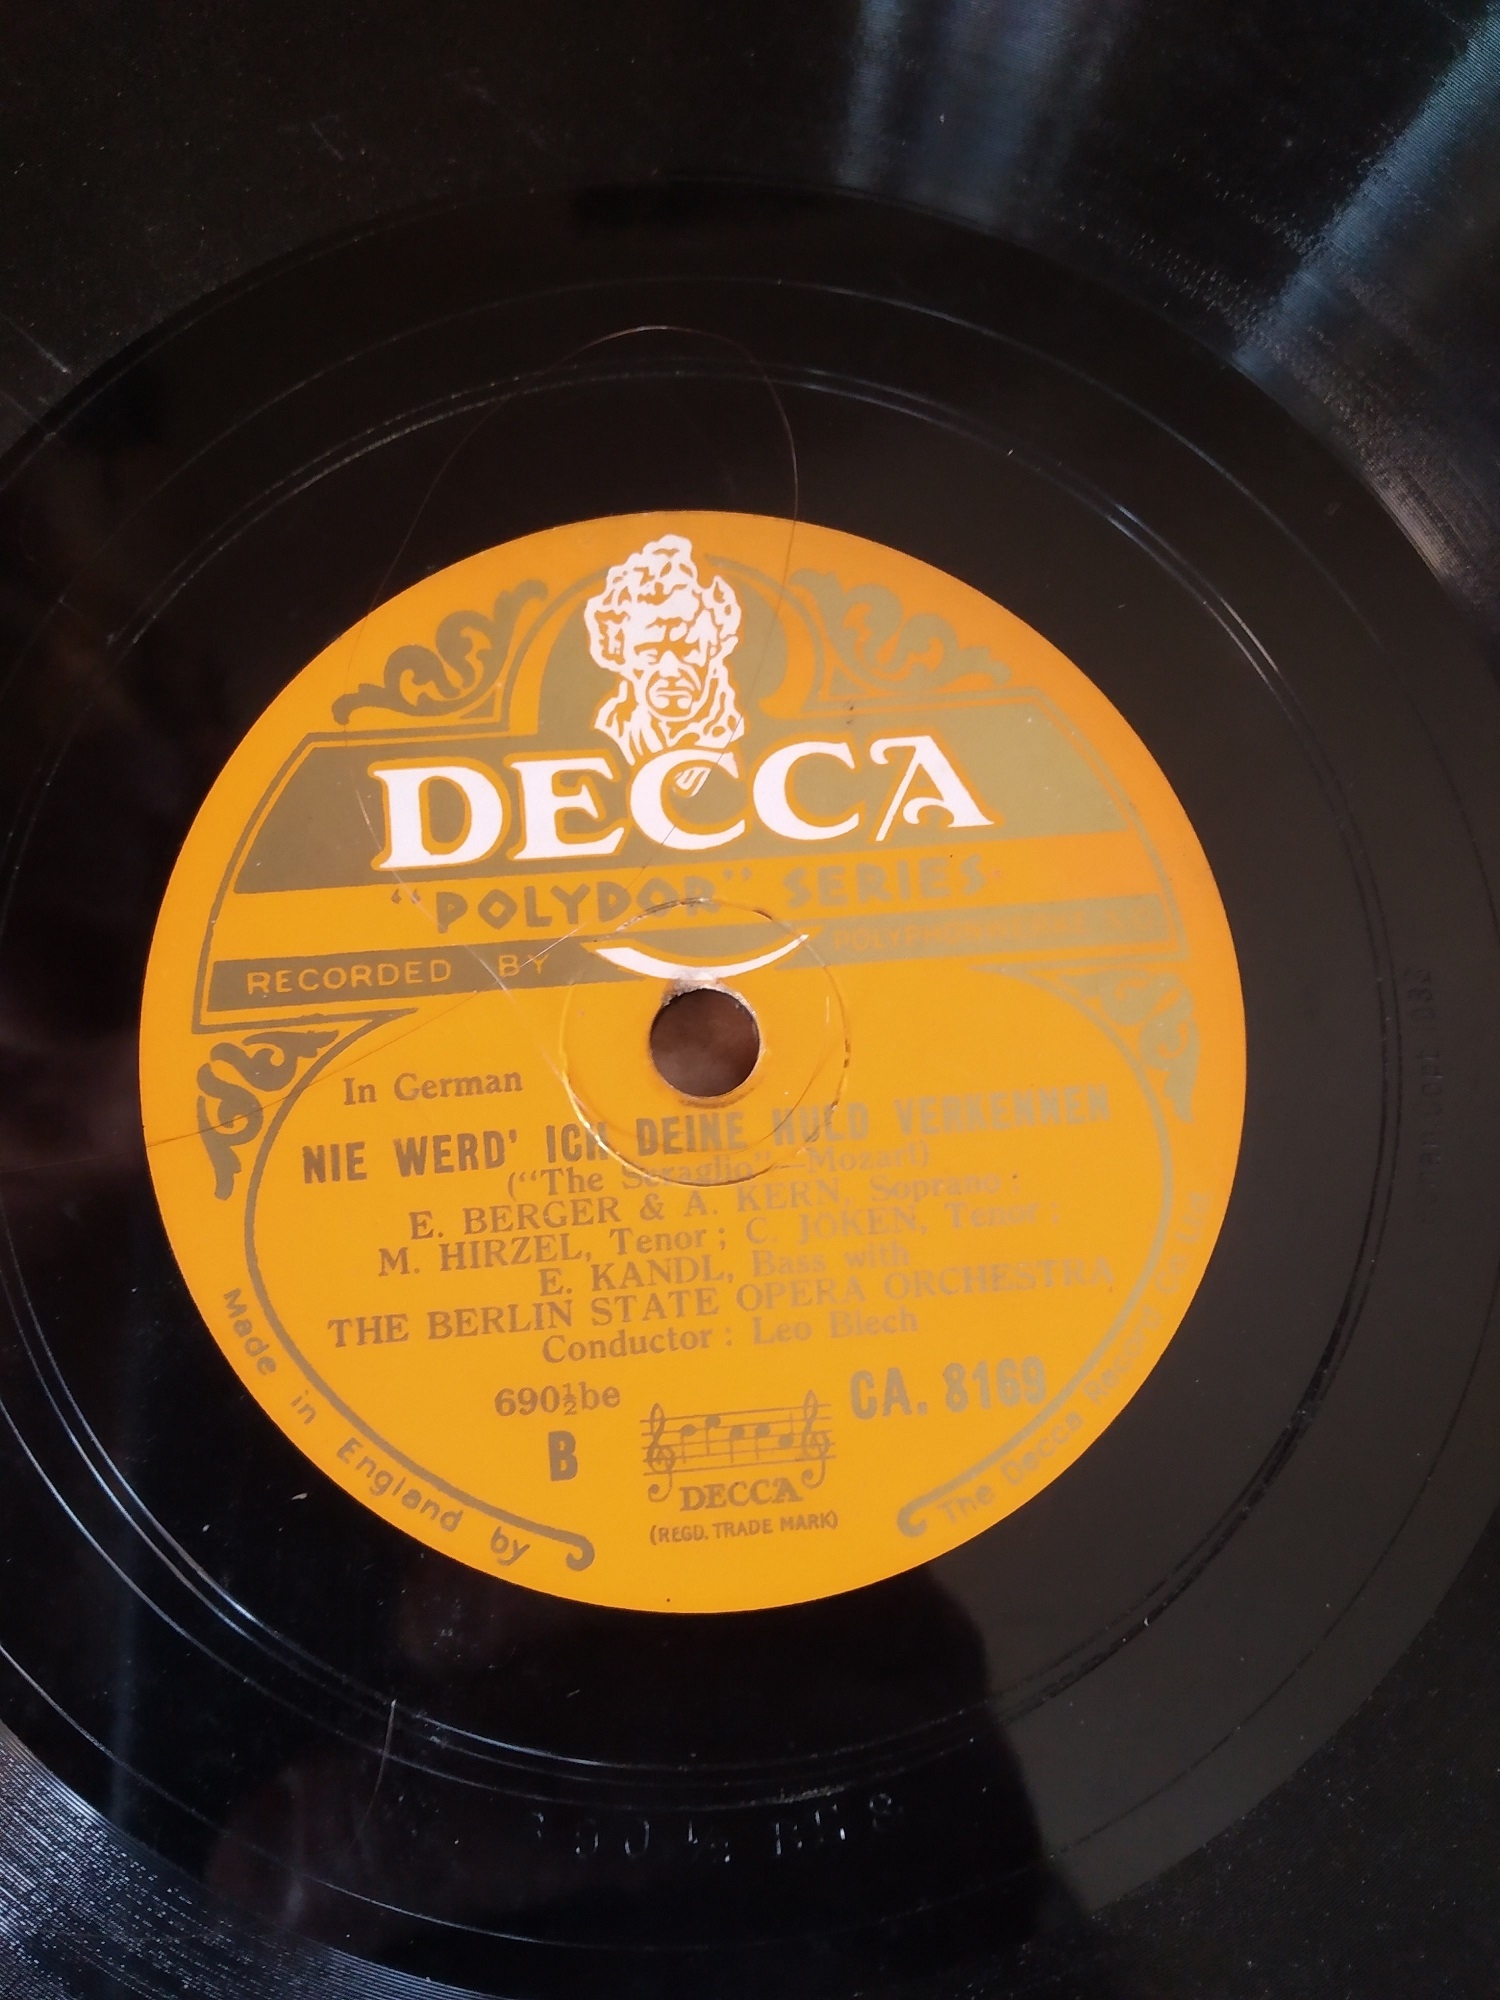 DECCA
"POLYDOR" SERIES
RECORDED BY
In German
NIE WERD' ICH DEINE HULD VERKENNEN
("The Seraglio"—Mozart)
E. BERGER & A. KERN, Soprano ;
M. HIRZEL, Tenor ; C. JOKEN, Tenor ;
E. KANDL, Bass with
THE BERLIN STATE OPERA ORCHESTRA
Conductor : Leo Blech
690½be
CA. 8169
B
DECCA
(REGD. TRADE MARK)
Made in England by
The Decca Record Co Ltd